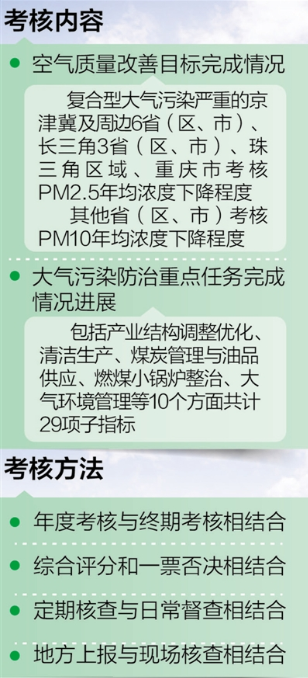 考核内容
空气质量改善目标完成情况
复合型大气污染严重的京
津冀及周边6省（区、市）、
长三角3省（区、市）、珠
三角区域、重庆市考核
PM2.5年均浓度下降程度
其他省（区、市）考核
PM10年均浓度下降程度
大气污染防治重点任务完成
情况进展
包括产业结构调整优化、
清洁生产、煤炭管理与油品
供应、燃煤小锅炉整治、大
气环境管理等10个方面共计
29项子指标
考核方法
年度考核与终期考核相结合
综合评分和一票否决相结合
定期核查与日常督查相结合
地方上报与现场核查相结合